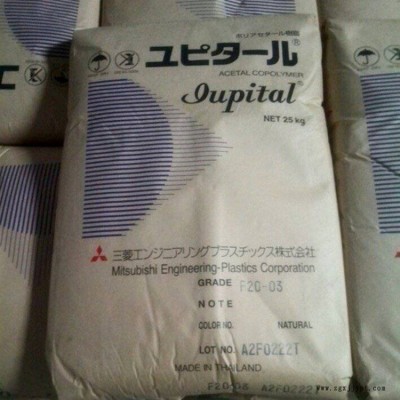 ポリアセタール樹脂
ユピタール®
ACETAL COPOLYMER
Iupital®
NET 25 kg
三菱エンジニアリングプラスチックス株式会社
Mitsubishi Engineering-Plastics Corporation
GRADE F20-03
NOTE
COLOR NO. NATURAL
LOT NO. A2F0222T
MADE IN THAILAND
F20-03 A2F0222